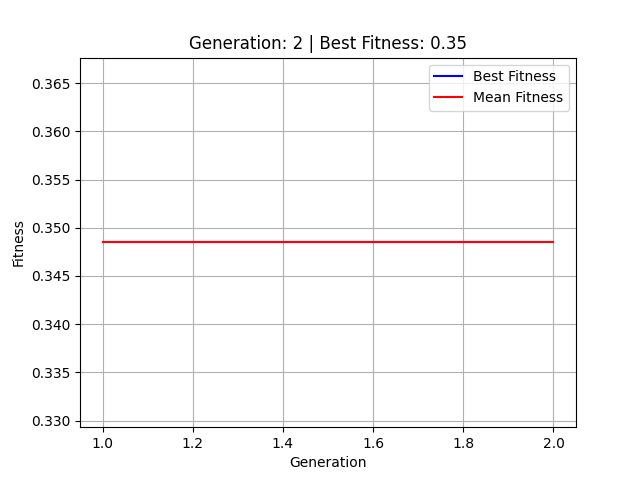 Generation: 2 | Best Fitness: 0.35
Best Fitness
Mean Fitness
0.365
0.360
0.355
0.350
0.345
0.340
0.335
0.330
Fitness
1.0 1.2 1.4 1.6 1.8 2.0
Generation